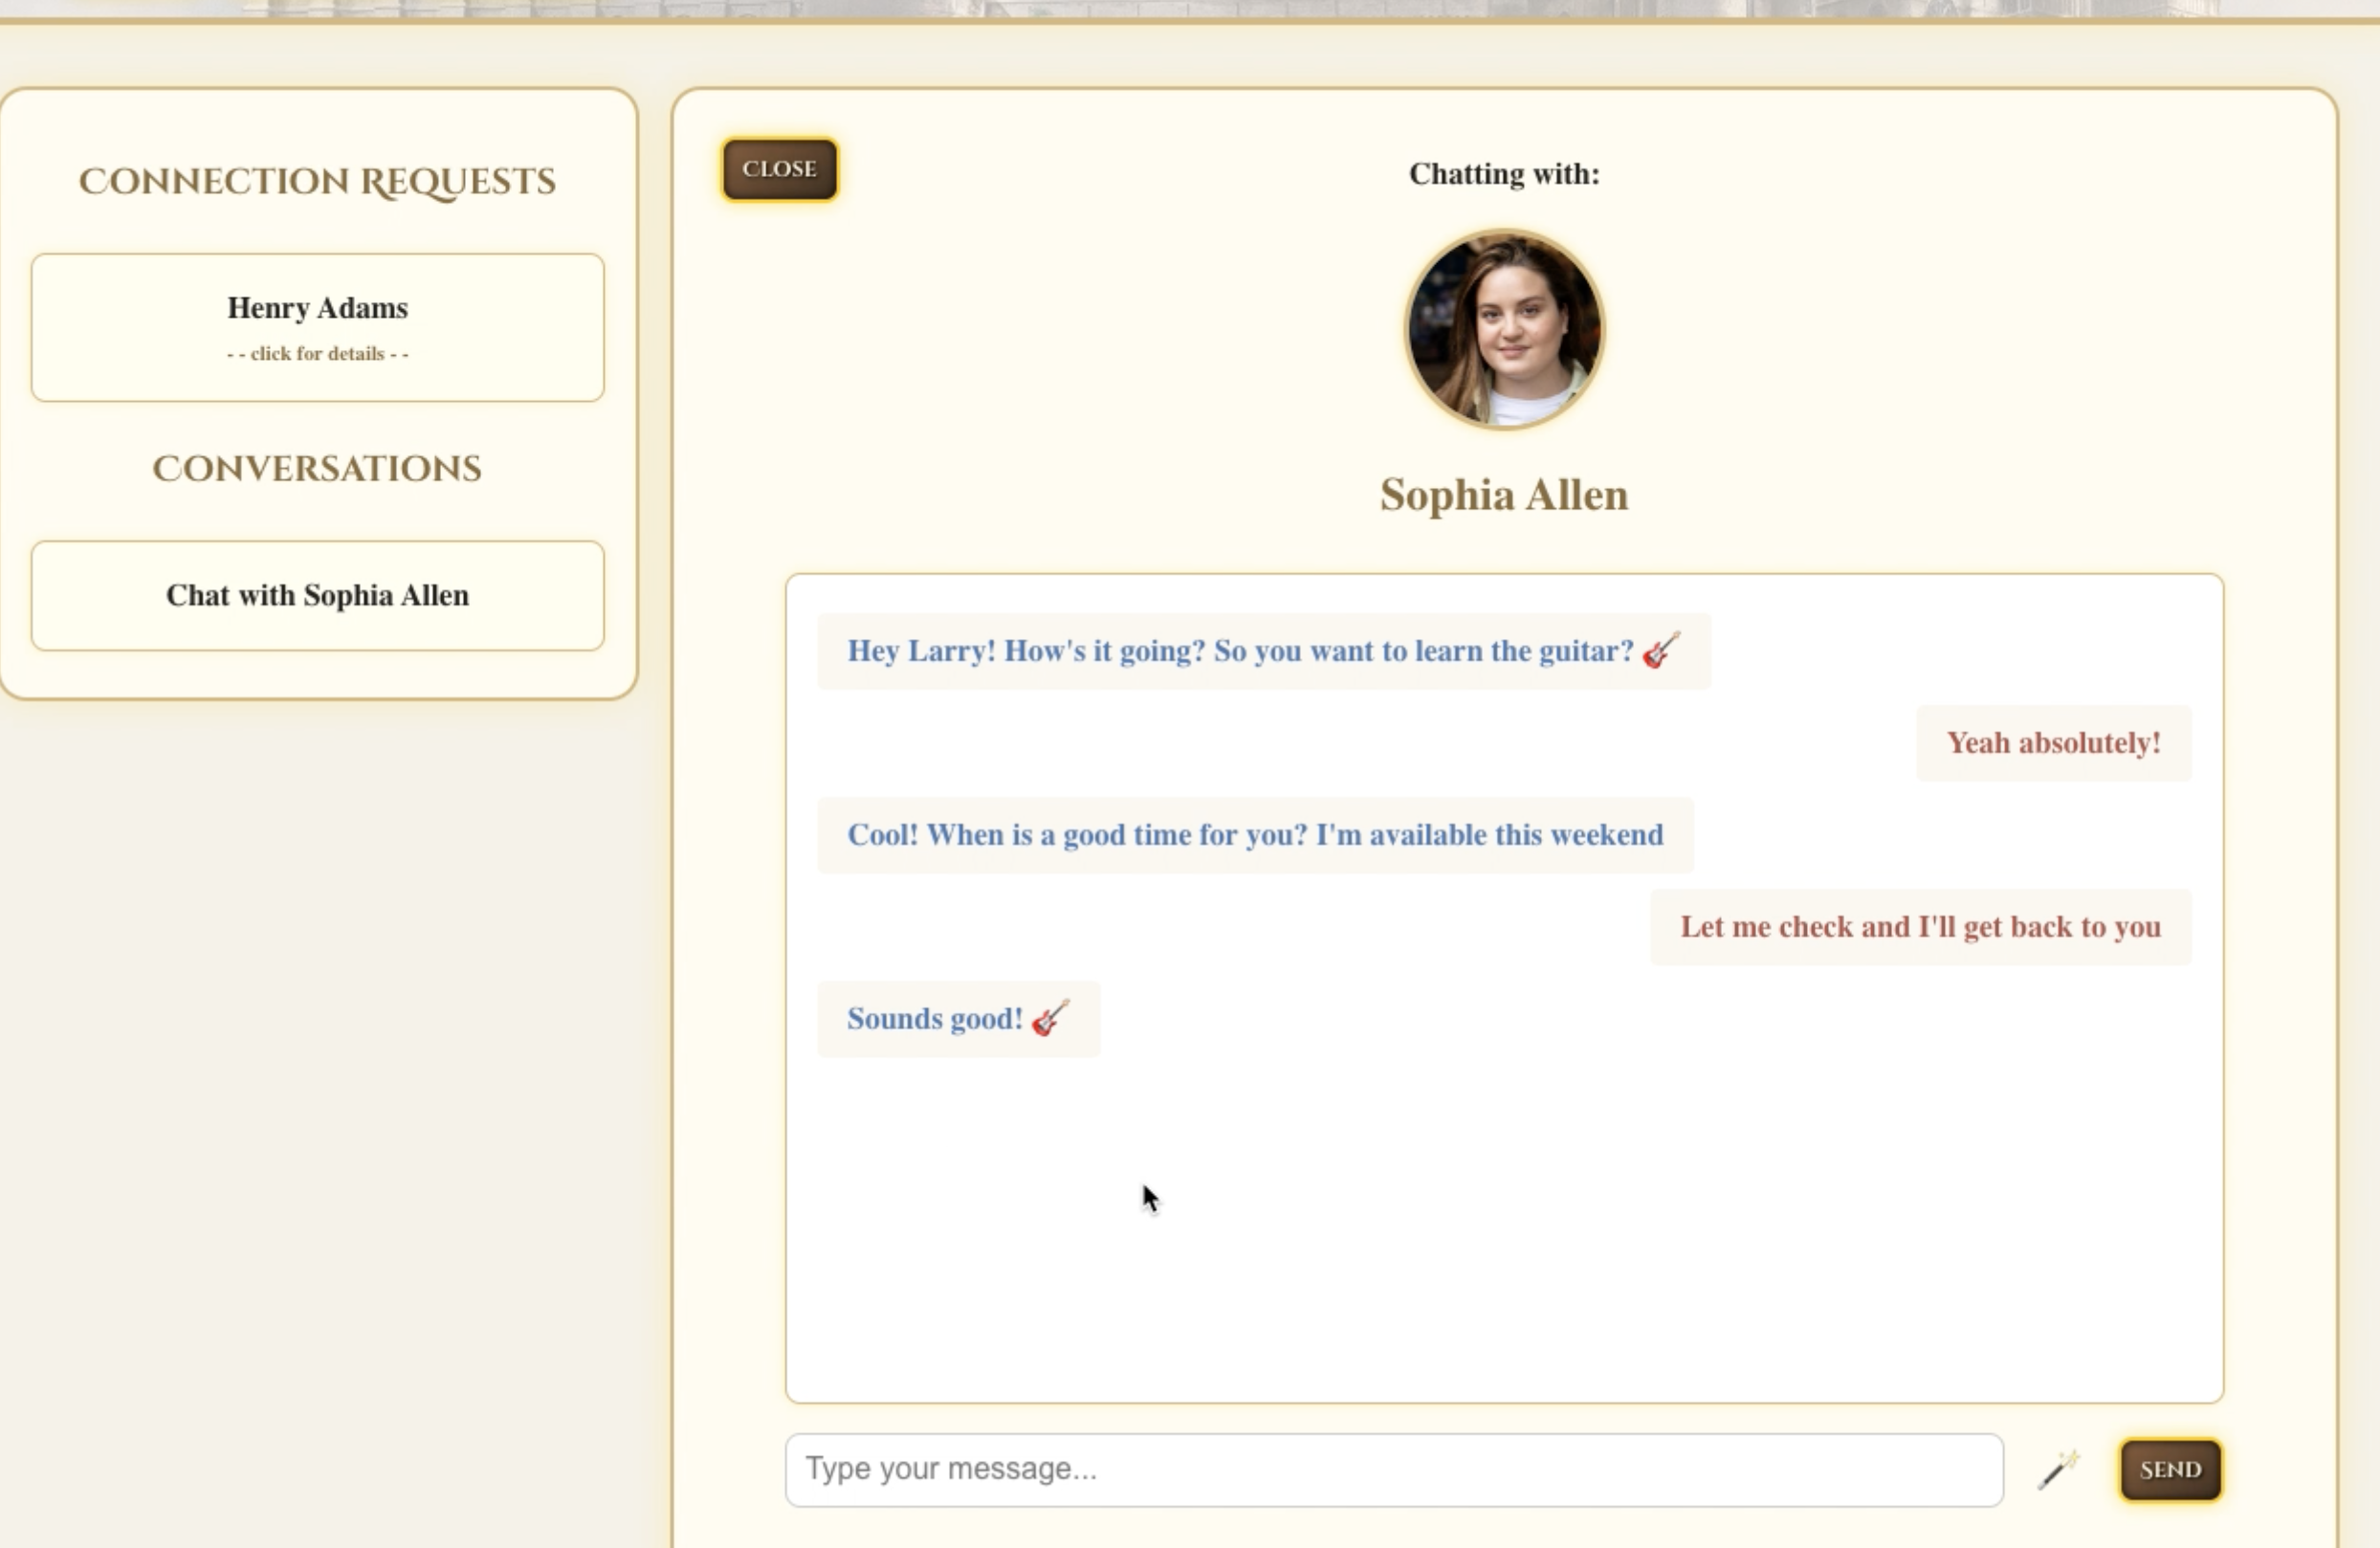 CONNECTION REQUESTS
Henry Adams
- - click for details - -
CONVERSATIONS
Chat with Sophia Allen
CLOSE
Chatting with:
Sophia Allen
Hey Larry! How's it going? So you want to learn the guitar? 🎸
Yeah absolutely!
Cool! When is a good time for you? I'm available this weekend
Let me check and I'll get back to you
Sounds good! 🎸
Type your message...
SEND